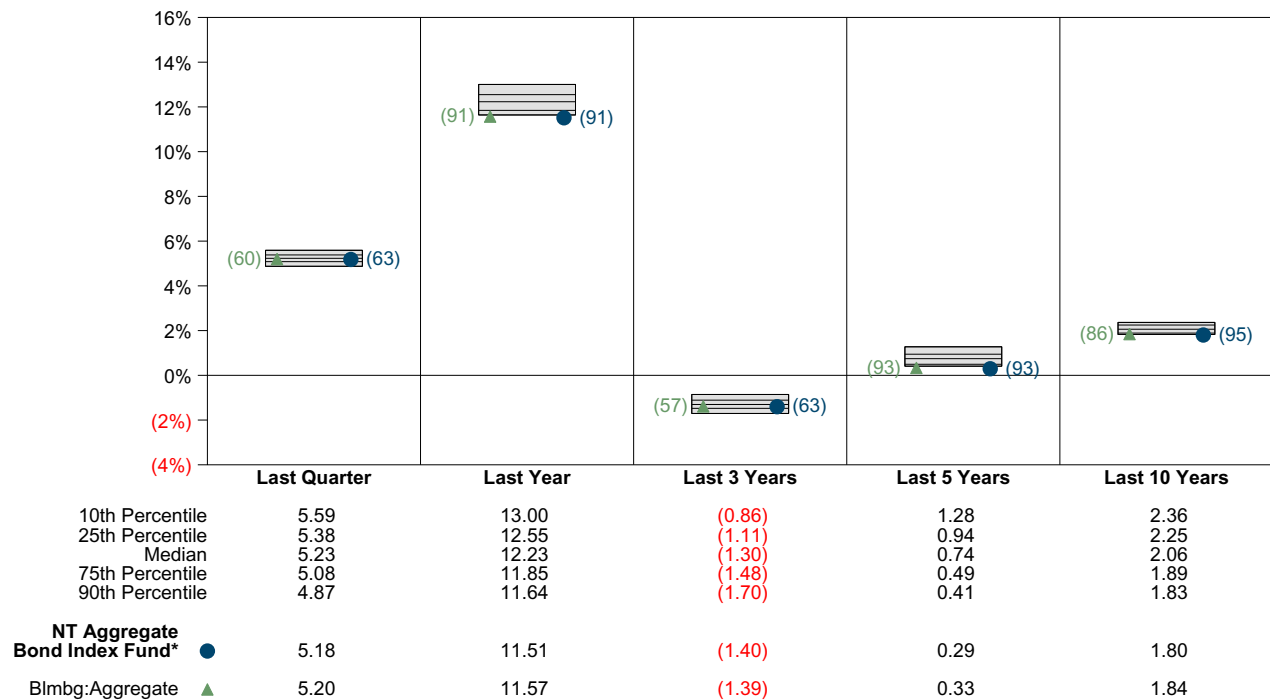 16%
14%
12%
10%
8%
6%
4%
2%
0%
(2%)
(4%)
(60) (63)
(91) (91)
(57) (63)
(93) (93)
(86) (95)
Last Quarter Last Year Last 3 Years Last 5 Years Last 10 Years
10th Percentile 5.59 13.00 (0.86) 1.28 2.36
25th Percentile 5.38 12.55 (1.11) 0.94 2.25
Median 5.23 12.23 (1.30) 0.74 2.06
75th Percentile 5.08 11.85 (1.48) 0.49 1.89
90th Percentile 4.87 11.64 (1.70) 0.41 1.83
NT Aggregate
Bond Index Fund* 5.18 11.51 (1.40) 0.29 1.80
Blmbg:Aggregate 5.20 11.57 (1.39) 0.33 1.84